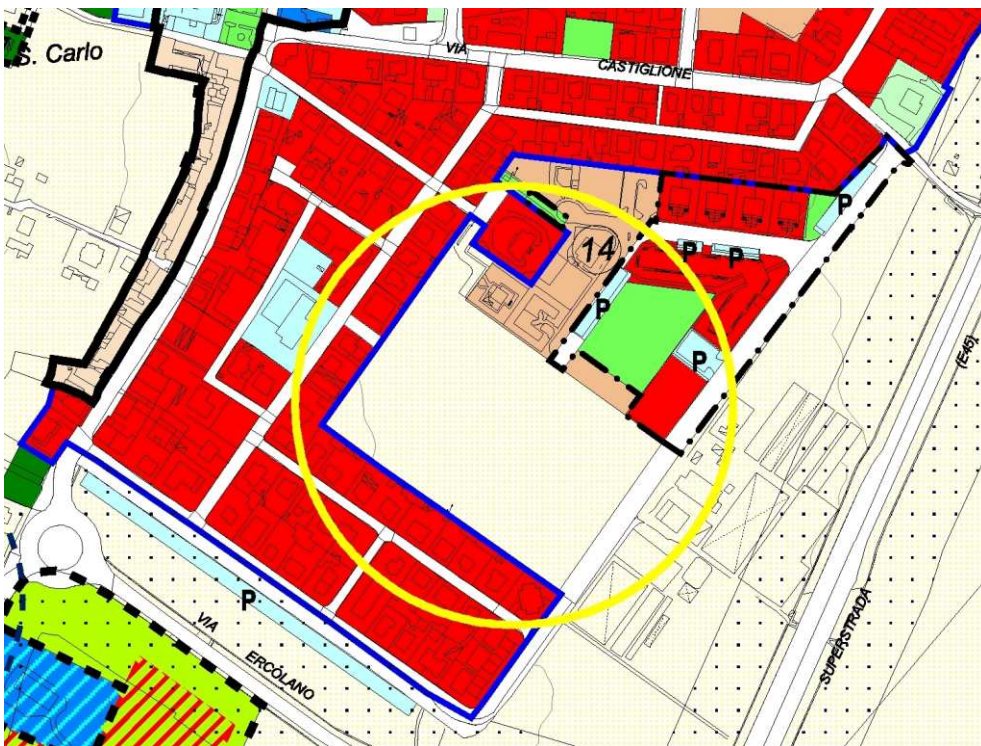 S. Carlo
VIA
CASTIGLIONE
P
14
P
P
P
P
(E45)
SUPERSTRADA
P
VIA
ERCOLANO